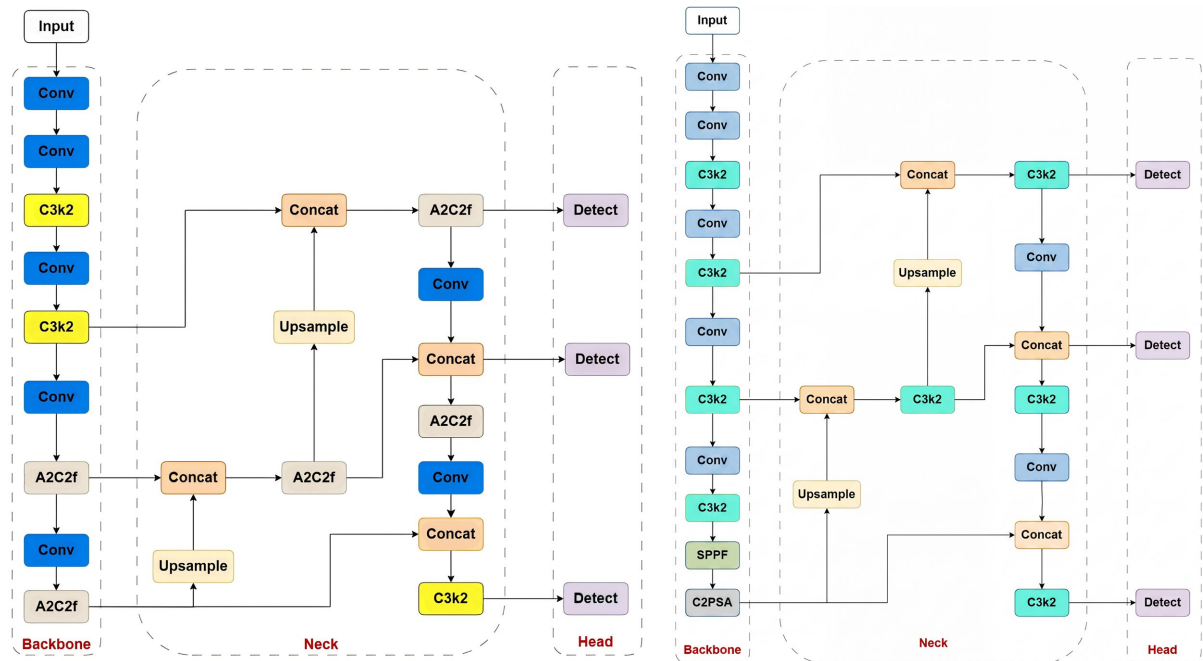 Input
Conv
Conv
C3k2
Conv
C3k2
Conv
A2C2f
Conv
A2C2f
Backbone
Concat
A2C2f
Upsample
Concat
A2C2f
Upsample
Conv
Concat
A2C2f
Conv
Concat
C3k2
Neck
Detect
Detect
Detect
Head
Input
Conv
Conv
C3k2
Conv
C3k2
Conv
C3k2
Conv
C3k2
SPPF
C2PSA
Backbone
Concat
C3k2
Upsample
Conv
Concat
Concat
C3k2
C3k2
Upsample
Conv
Concat
C3k2
Neck
Detect
Detect
Detect
Head